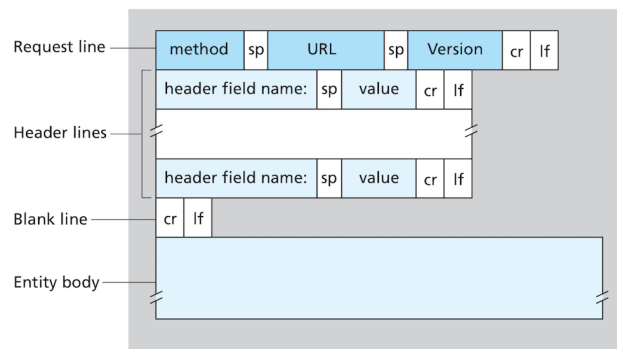 Request line method sp URL sp Version cr lf
header field name: sp value cr lf
Header lines
header field name: sp value cr lf
Blank line cr lf
Entity body